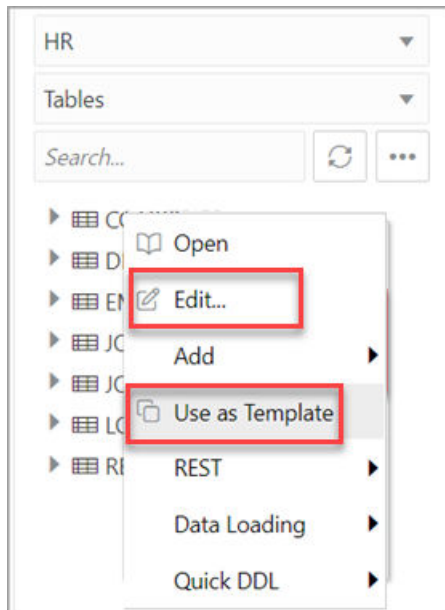 HR
Tables
Search...
Open
Edit...
Add
Use as Template
REST
Data Loading
Quick DDL